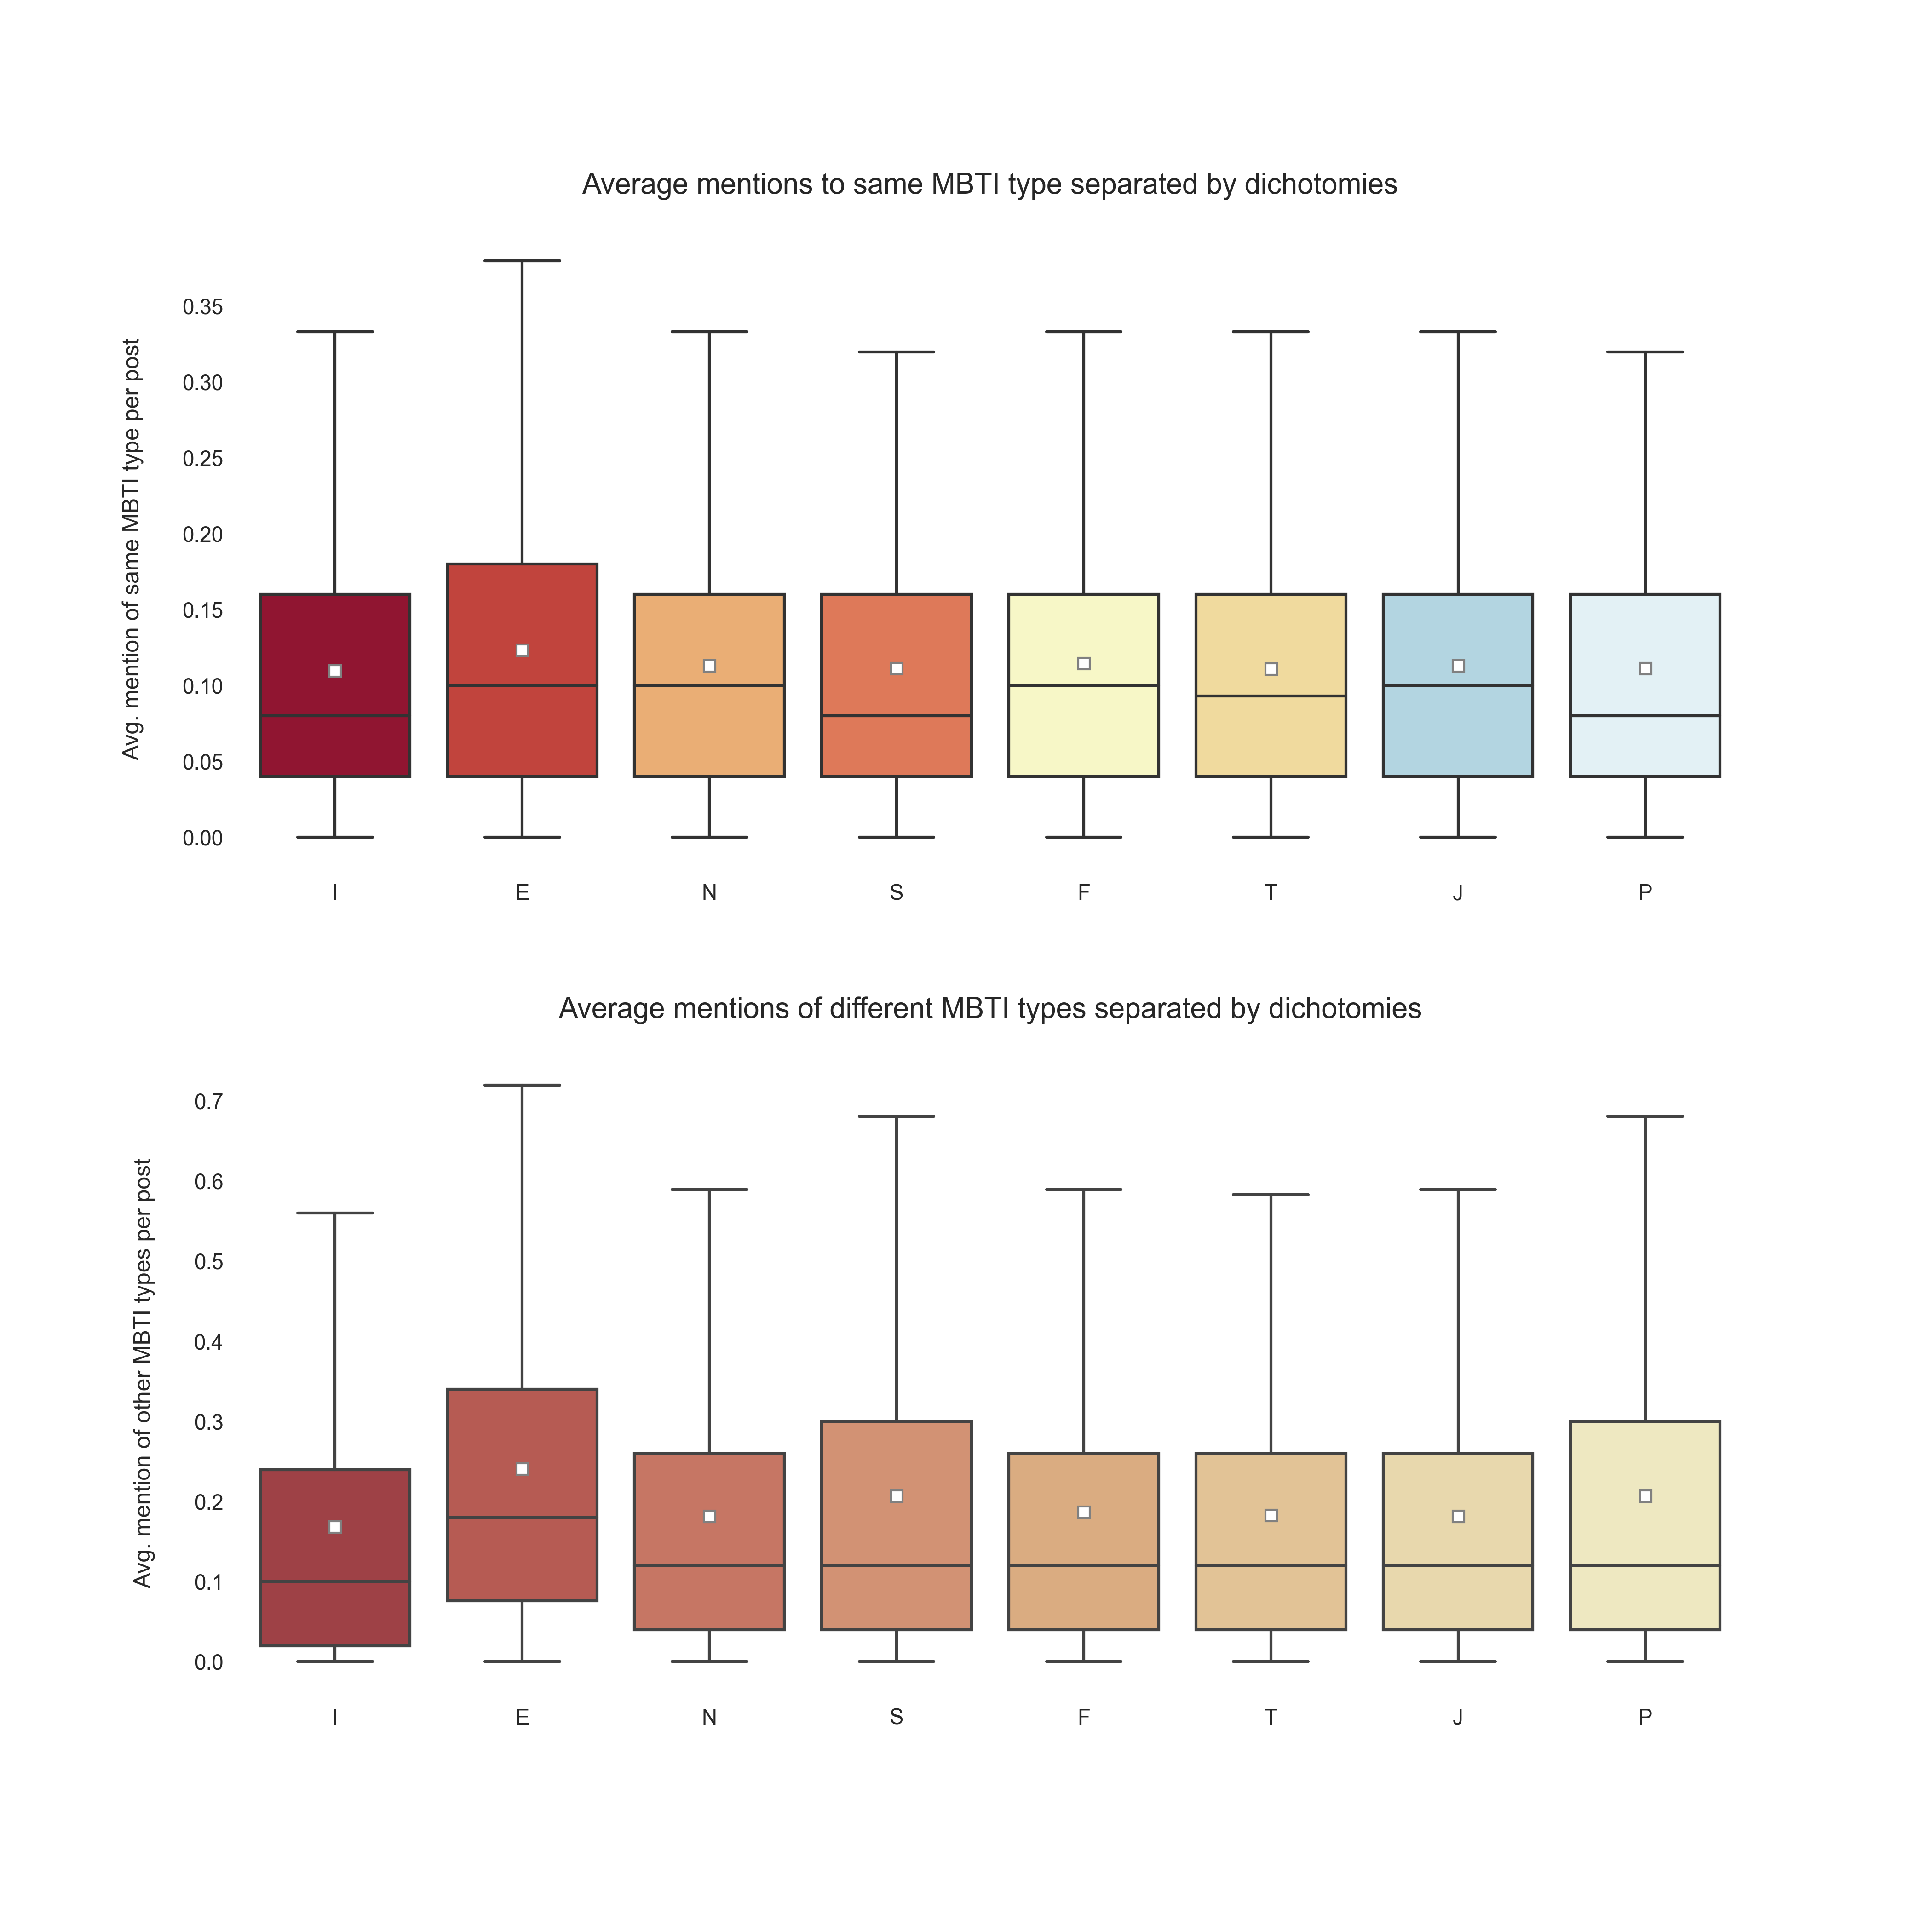 Average mentions to same MBTI type separated by dichotomies
Avg. mention of same MBTI type per post
0.35
0.30
0.25
0.20
0.15
0.10
0.05
0.00
I E N S F T J P
Average mentions of different MBTI types separated by dichotomies
Avg. mention of other MBTI types per post
0.7
0.6
0.5
0.4
0.3
0.2
0.1
0.0
I E N S F T J P